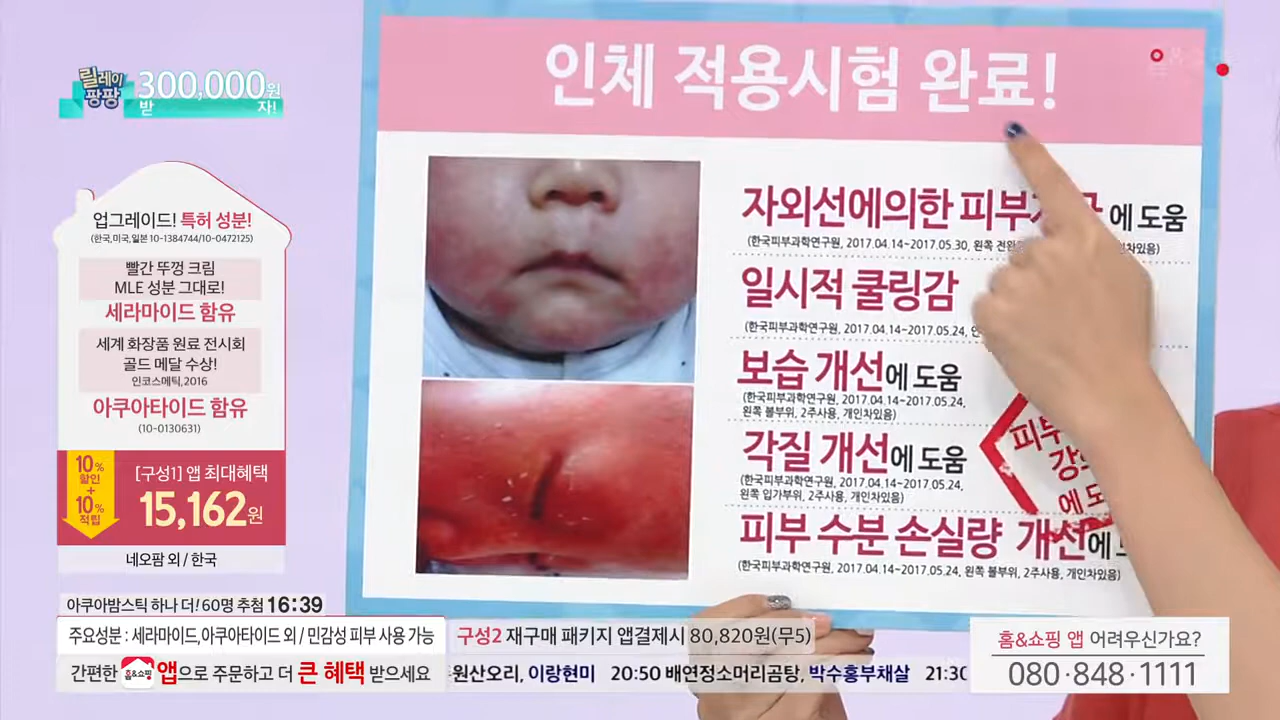 릴레이
팡팡
300,000원
받자!
업그레이드! 특허 성분!
(한국,미국,일본 10-1384744/10-0472125)
빨간 뚜껑 크림
MLE 성분 그대로!
세라마이드 함유
세계 화장품 원료 전시회
골드 메달 수상!
인코스메틱,2016
아쿠아타이드 함유
(10-0130631)
10%
할인
+
10%
적립
[구성1] 앱 최대혜택
15,162원
네오팜 외 / 한국
인체 적용시험 완료!
자외선에의한 피부 에 도움
(한국피부과학연구원, 2017.04.14~2017.05.30, 왼쪽
일시적 쿨링감
(한국피부과학연구원, 2017.04.14~2017.05.24,
보습 개선에 도움
(한국피부과학연구원, 2017.04.14~2017.05.24,
왼쪽 볼부위, 2주사용, 개인차있음)
각질 개선에 도움
(한국피부과학연구원, 2017.04.14~2017.05.24,
왼쪽 입가부위, 2주사용, 개인차있음)
피부 수분 손실량 개선에
(한국피부과학연구원, 2017.04.14~2017.05.24, 왼쪽 볼부위, 2주사용, 개인차있음)
아쿠아밤스틱 하나 더! 60명 추첨 16:39
주요성분 : 세라마이드,아쿠아타이드 외 / 민감성 피부 사용 가능
구성2 재구매 패키지 앱결제시 80,820원(무5)
간편한 홈&쇼핑 앱으로 주문하고 더 큰 혜택 받으세요
원산오리, 이랑현미 20:50 배연정소머리곰탕, 박수홍부채살 21:30
홈&쇼핑 앱 어려우신가요?
080·848·1111